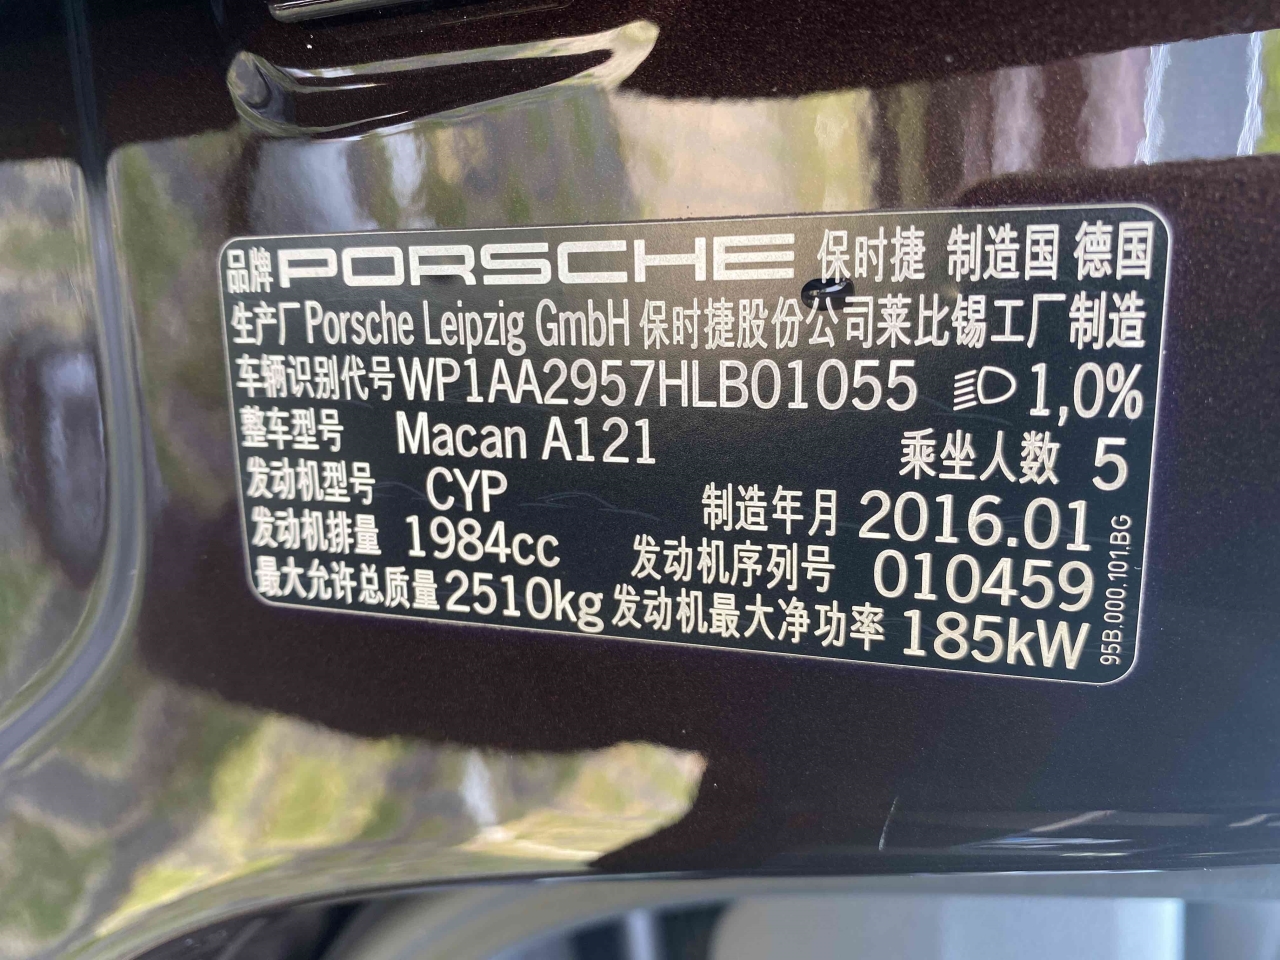 品牌 PORSCHE 保时捷 制造国 德国
生产厂 Porsche Leipzig GmbH 保时捷股份公司莱比锡工厂制造
车辆识别代号 WP1AA2957HLB01055 1,0%
整车型号 Macan A121 乘坐人数 5
发动机型号 CYP 制造年月 2016.01
发动机排量 1984cc 发动机序列号 010459
最大允许总质量 2510kg 发动机最大净功率 185kW
95B.000.101.BG